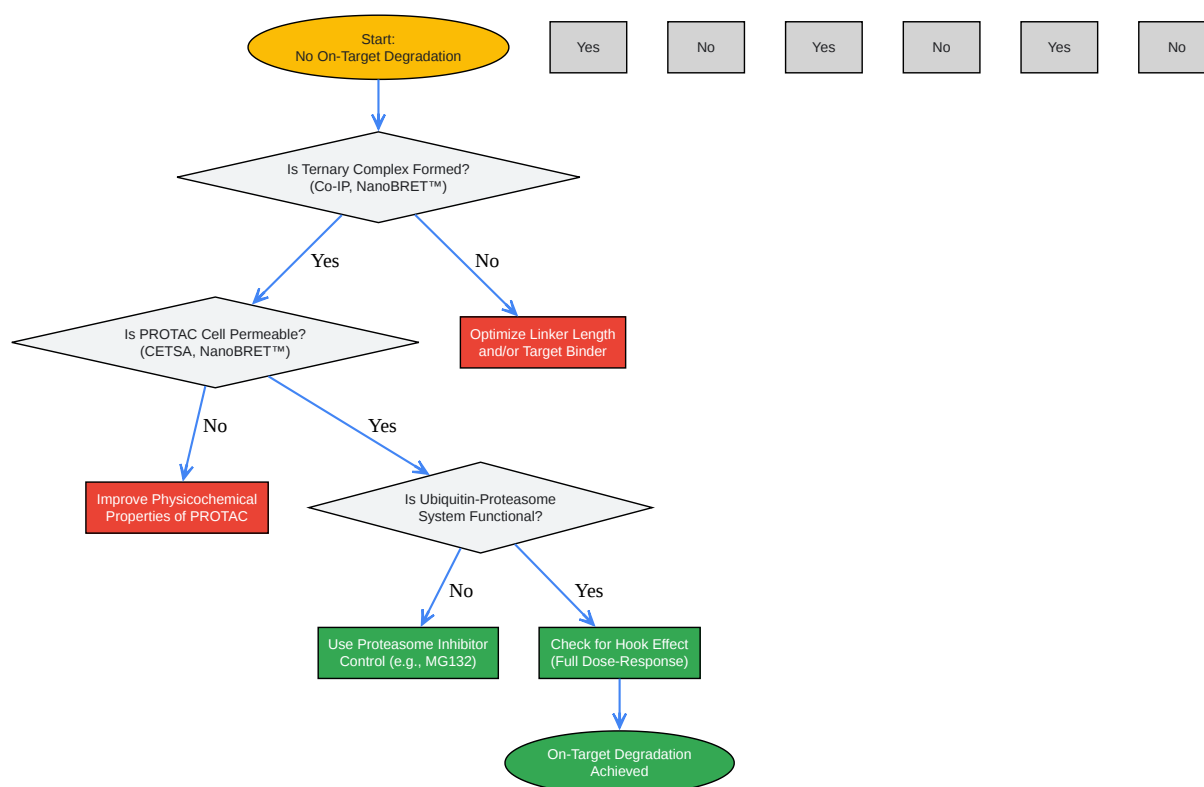 Start:
No On-Target Degradation
Yes
No
Yes
No
Yes
No
Is Ternary Complex Formed?
(Co-IP, NanoBRET™)
Yes
No
Is PROTAC Cell Permeable?
(CETSA, NanoBRET™)
Optimize Linker Length
and/or Target Binder
No
Yes
Improve Physicochemical
Properties of PROTAC
Is Ubiquitin-Proteasome
System Functional?
No
Yes
Use Proteasome Inhibitor
Control (e.g., MG132)
Check for Hook Effect
(Full Dose-Response)
On-Target Degradation
Achieved